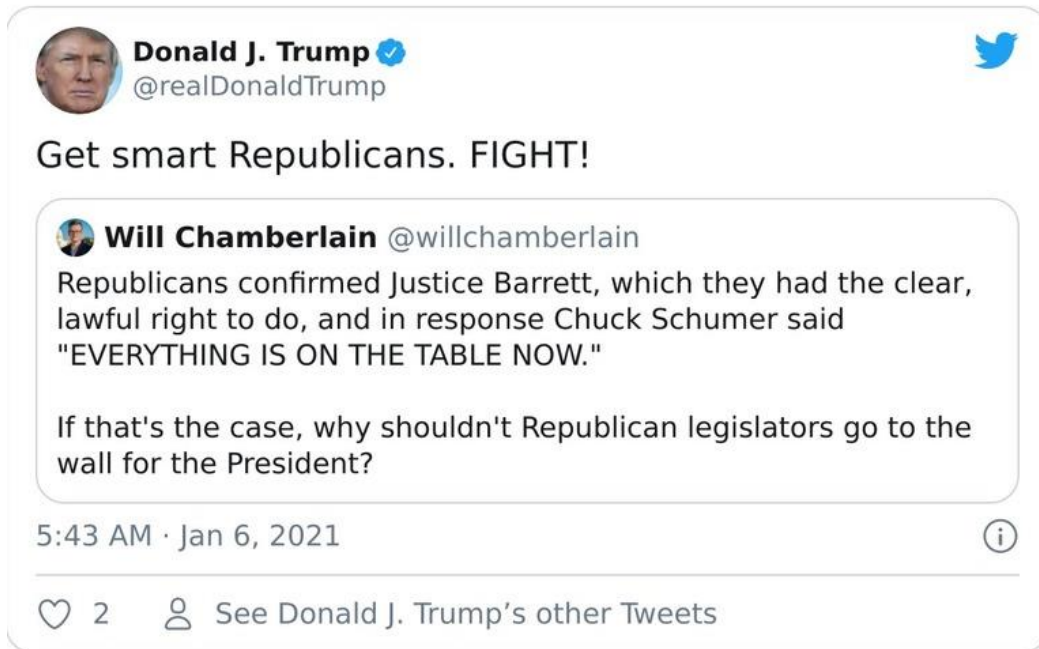 Donald J. Trump
@realDonaldTrump
Get smart Republicans. FIGHT!
Will Chamberlain @willchamberlain
Republicans confirmed Justice Barrett, which they had the clear,
lawful right to do, and in response Chuck Schumer said
"EVERYTHING IS ON THE TABLE NOW."
If that's the case, why shouldn't Republican legislators go to the
wall for the President?
5:43 AM · Jan 6, 2021
2 See Donald J. Trump’s other Tweets